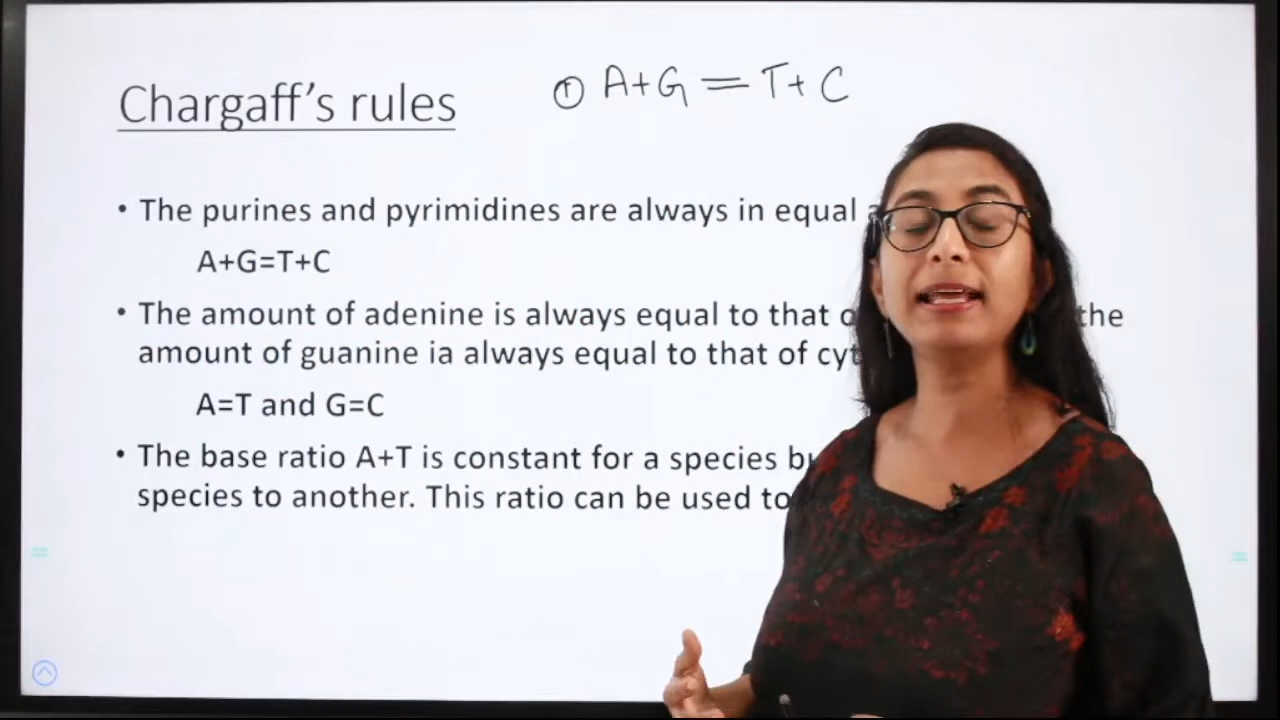 Chargaff's rules
① A+G = T+C
• The purines and pyrimidines are always in equal
A+G=T+C
• The amount of adenine is always equal to that the
amount of guanine ia always equal to that of
A=T and G=C
• The base ratio A+T is constant for a species
species to another. This ratio can be used to